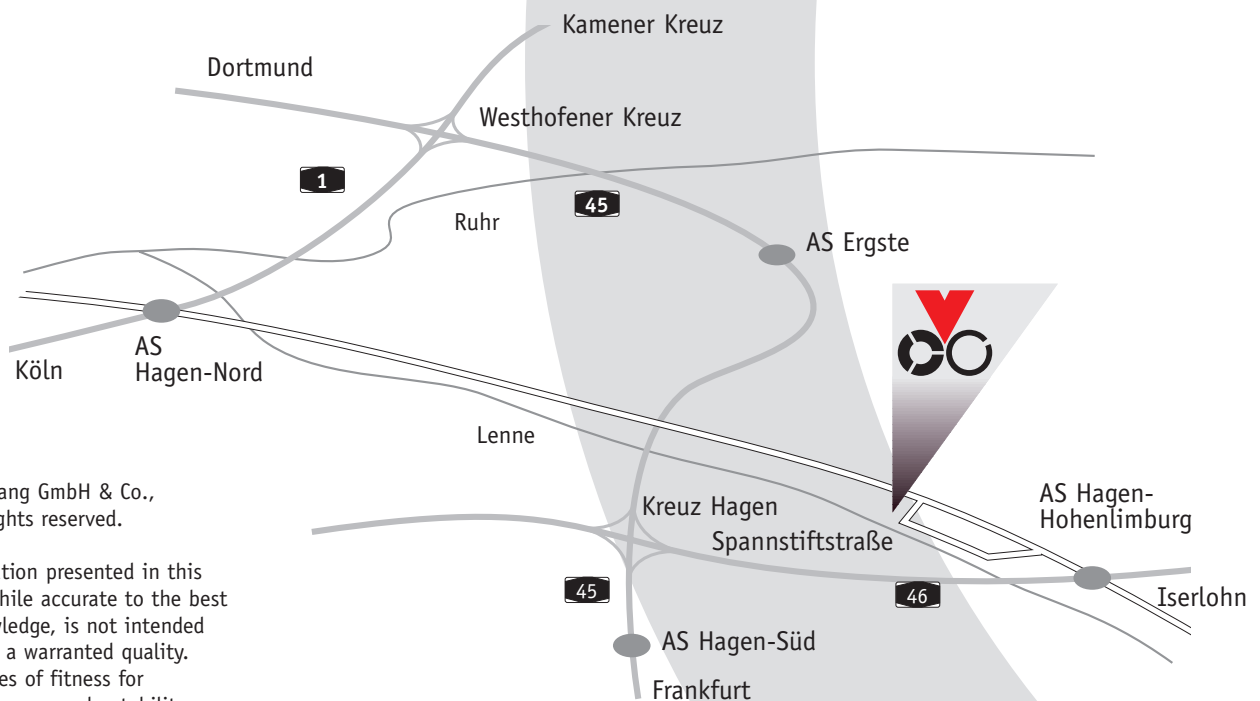 Kamener Kreuz
Dortmund
Westhofener Kreuz
1
45
Ruhr
AS Ergste
AS
Hagen-Nord
Köln
Lenne
AS Hagen-
Hohenlimburg
Kreuz Hagen
Spannstiftstraße
45
46
Iserlohn
AS Hagen-Süd
Frankfurt
ang GmbH & Co.,
ghts reserved.
tion presented in this
hile accurate to the best
wledge, is not intended
a warranted quality.
es of fitness for